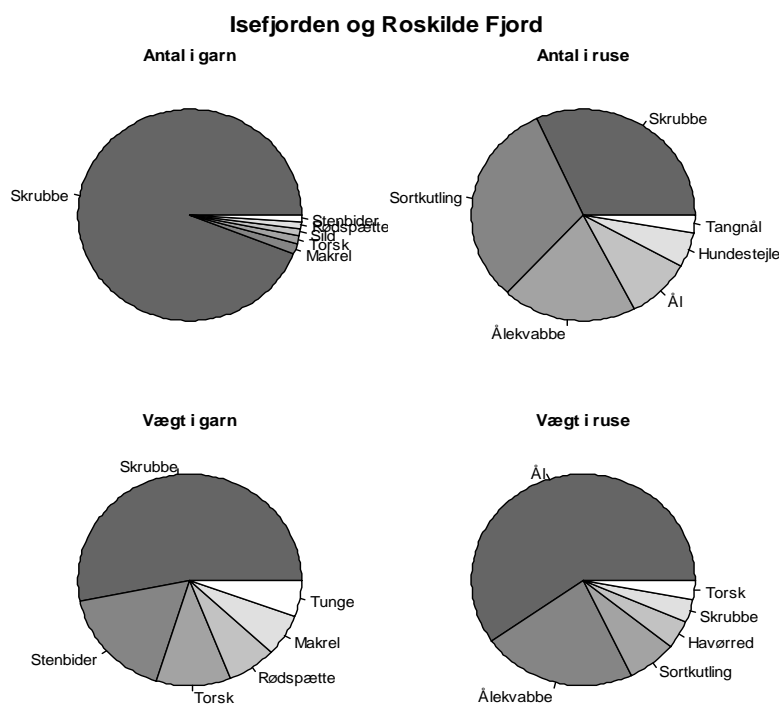 Isefjorden og Roskilde Fjord
Antal i garn
Skrubbe
Stenbider
Rødspætte
Sild
Torsk
Makrel
Antal i ruse
Skrubbe
Sortkutling
Tangnål
Hundestejle
Ål
Ålekvabbe
Vægt i garn
Skrubbe
Tunge
Makrel
Stenbider
Rødspætte
Torsk
Vægt i ruse
Ål
Torsk
Skrubbe
Havørred
Sortkutling
Ålekvabbe